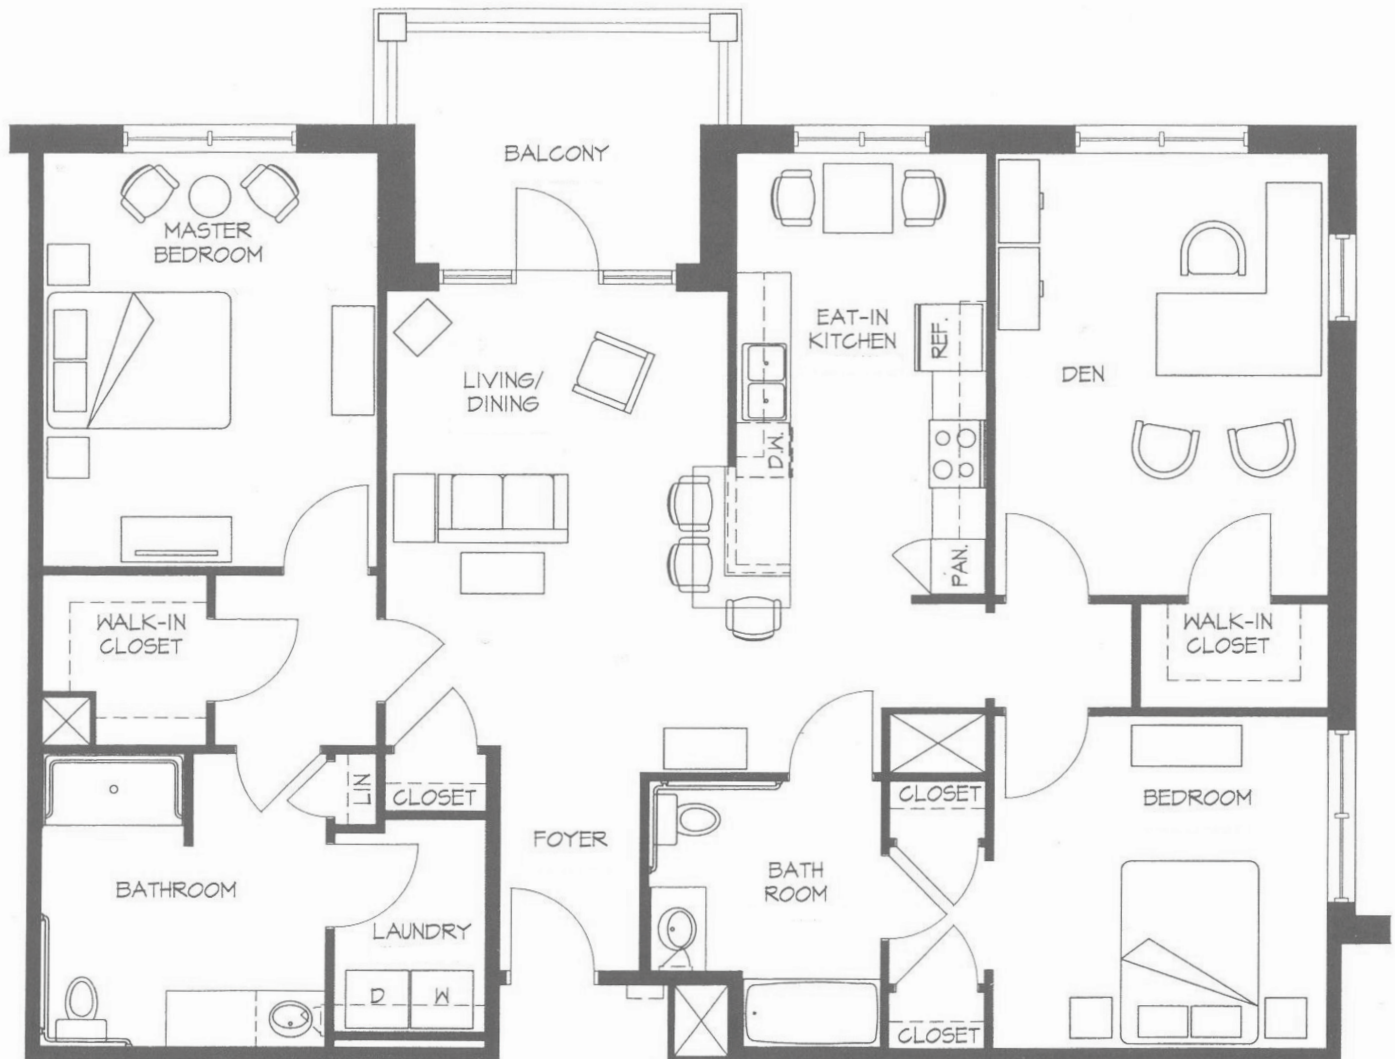 BALCONY
MASTER
BEDROOM
EAT-IN
KITCHEN
REF.
LIVING/
DINING
DEN
D.W.
PAN.
WALK-IN
CLOSET
WALK-IN
CLOSET
LIN
CLOSET
CLOSET
BEDROOM
FOYER
BATHROOM
BATH
ROOM
LAUNDRY
D
W
CLOSET